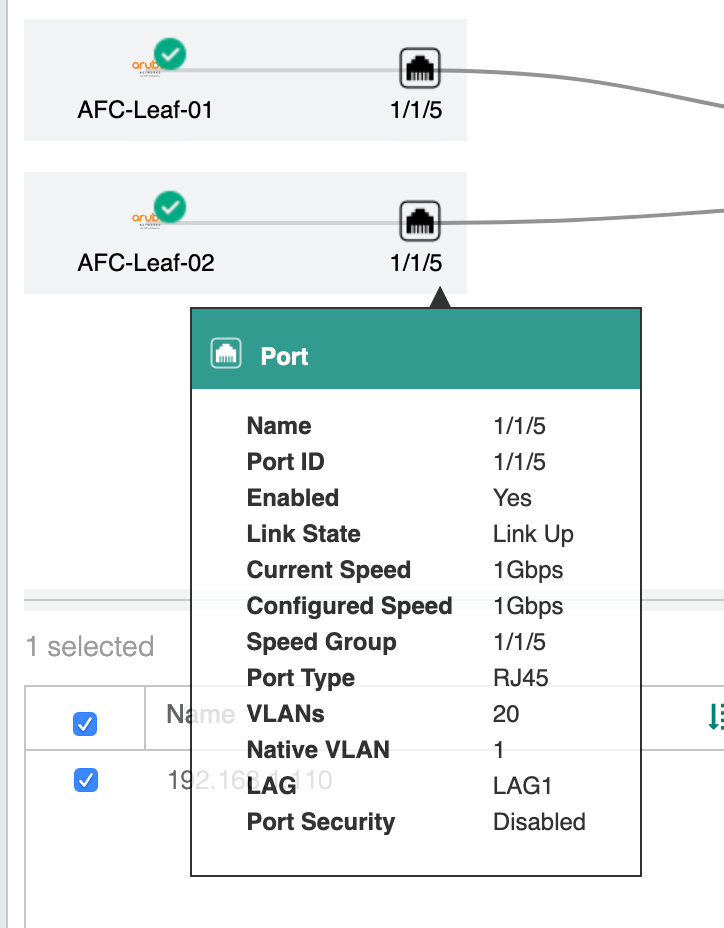 aruba
AFC-Leaf-01
1/1/5
aruba
AFC-Leaf-02
1/1/5
Port
Name 1/1/5
Port ID 1/1/5
Enabled Yes
Link State Link Up
Current Speed 1Gbps
Configured Speed 1Gbps
Speed Group 1/1/5
Port Type RJ45
VLANs 20
Native VLAN 1
LAG LAG1
Port Security Disabled
1 selected
Name
192.168.1.110